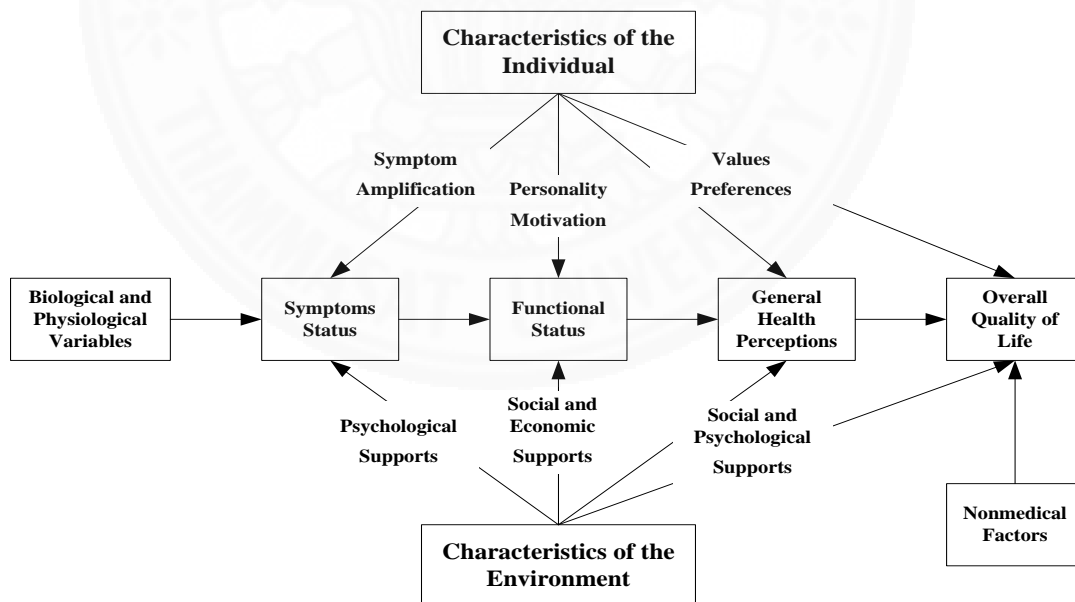 Characteristics of the
Individual
Symptom
Amplification
Personality
Motivation
Values
Preferences
Biological and
Physiological
Variables
Symptoms
Status
Functional
Status
General
Health
Perceptions
Overall
Quality of
Life
Psychological
Supports
Social and
Economic
Supports
Social and
Psychological
Supports
Nonmedical
Factors
Characteristics of the
Environment
THAMMASAT UNIVERSITY